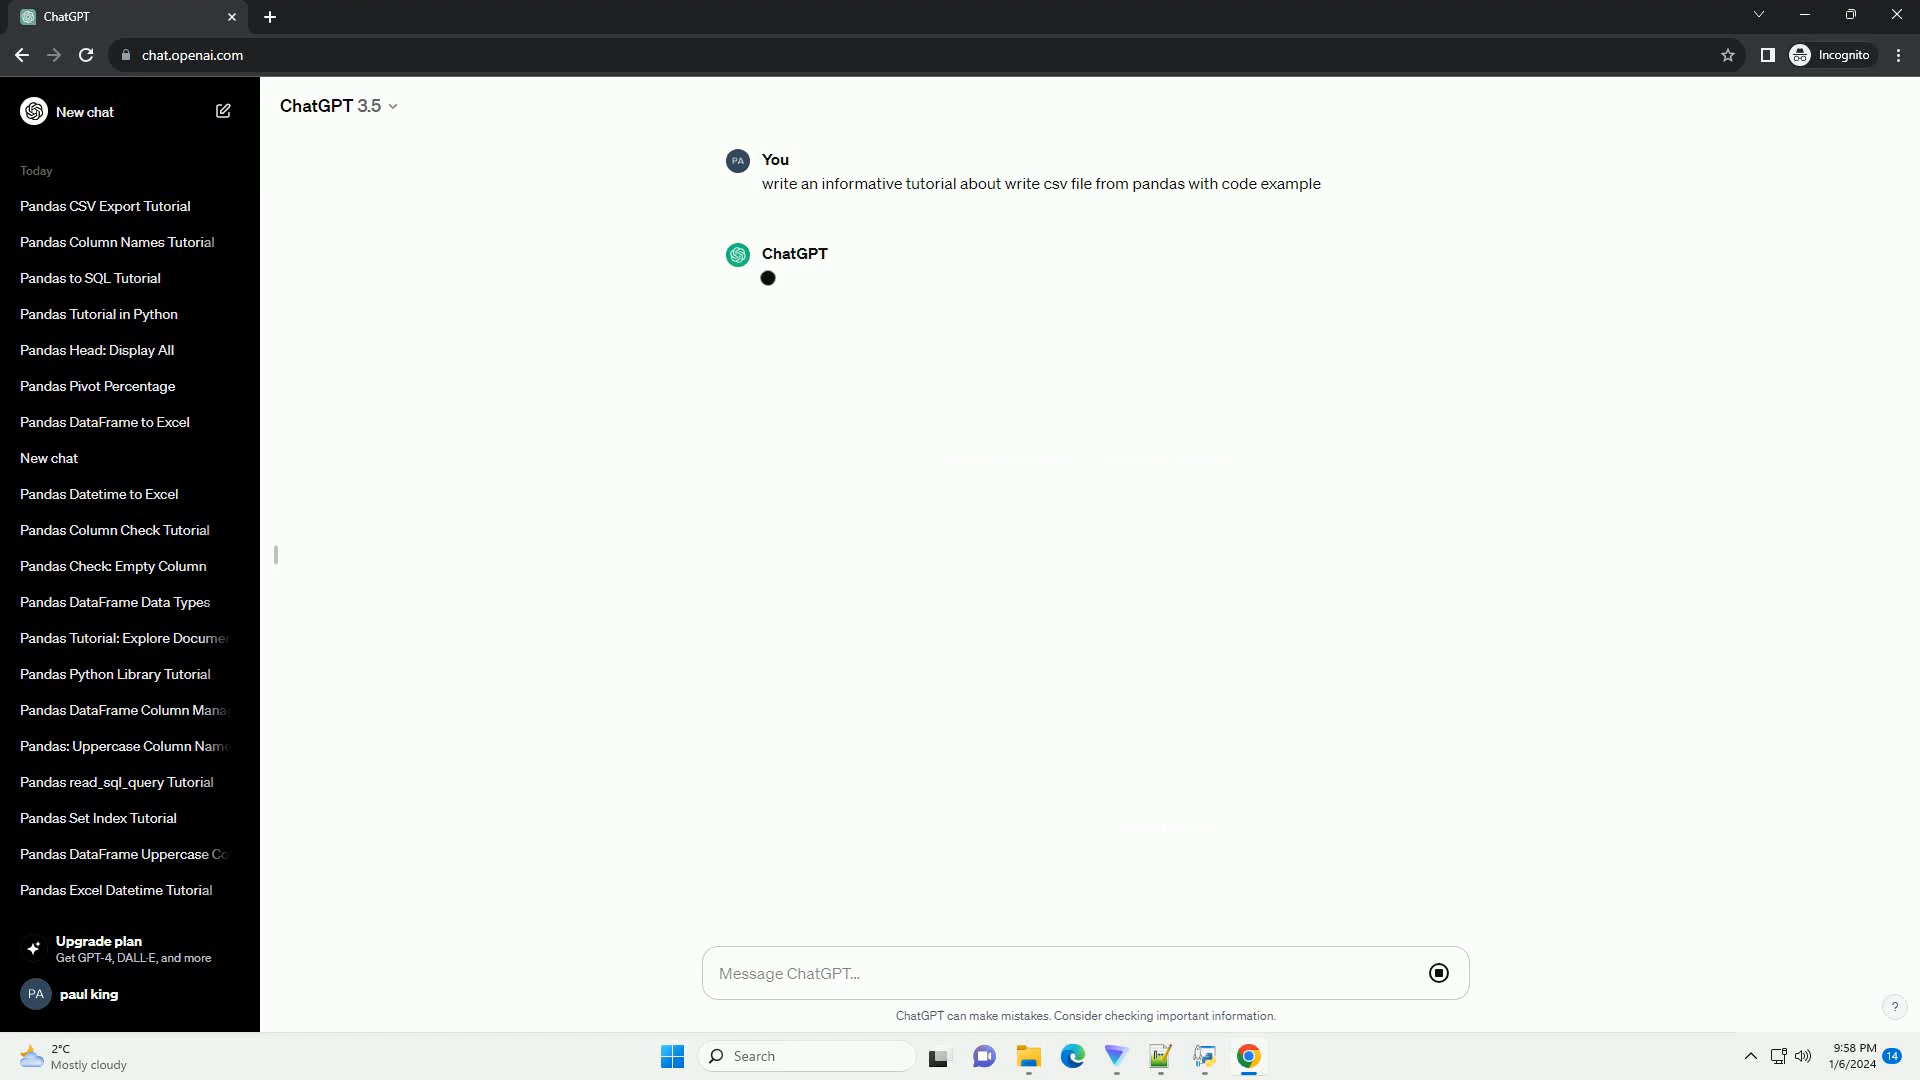 ChatGPT
chat.openai.com
Incognito
New chat
ChatGPT 3.5
Today
Pandas CSV Export Tutorial
Pandas Column Names Tutorial
Pandas to SQL Tutorial
Pandas Tutorial in Python
Pandas Head: Display All
Pandas Pivot Percentage
Pandas DataFrame to Excel
New chat
Pandas Datetime to Excel
Pandas Column Check Tutorial
Pandas Check: Empty Column
Pandas DataFrame Data Types
Pandas Tutorial: Explore Documen
Pandas Python Library Tutorial
Pandas DataFrame Column Mana
Pandas: Uppercase Column Name
Pandas read_sql_query Tutorial
Pandas Set Index Tutorial
Pandas DataFrame Uppercase Co
Pandas Excel Datetime Tutorial
Upgrade plan
Get GPT-4, DALL·E, and more
PA paul king
PA You
write an informative tutorial about write csv file from pandas with code example
ChatGPT
Message ChatGPT...
ChatGPT can make mistakes. Consider checking important information.
?
2°C
Mostly cloudy
Search
9:58 PM
1/6/2024
14